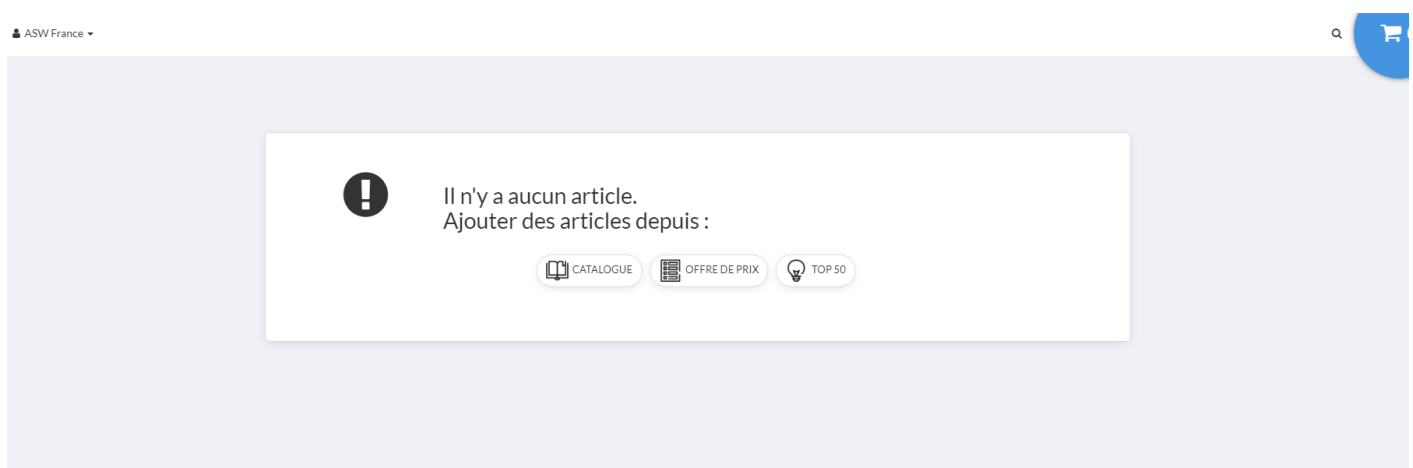 ASW France
Il n'y a aucun article.
Ajouter des articles depuis :
CATALOGUE
OFFRE DE PRIX
TOP 50